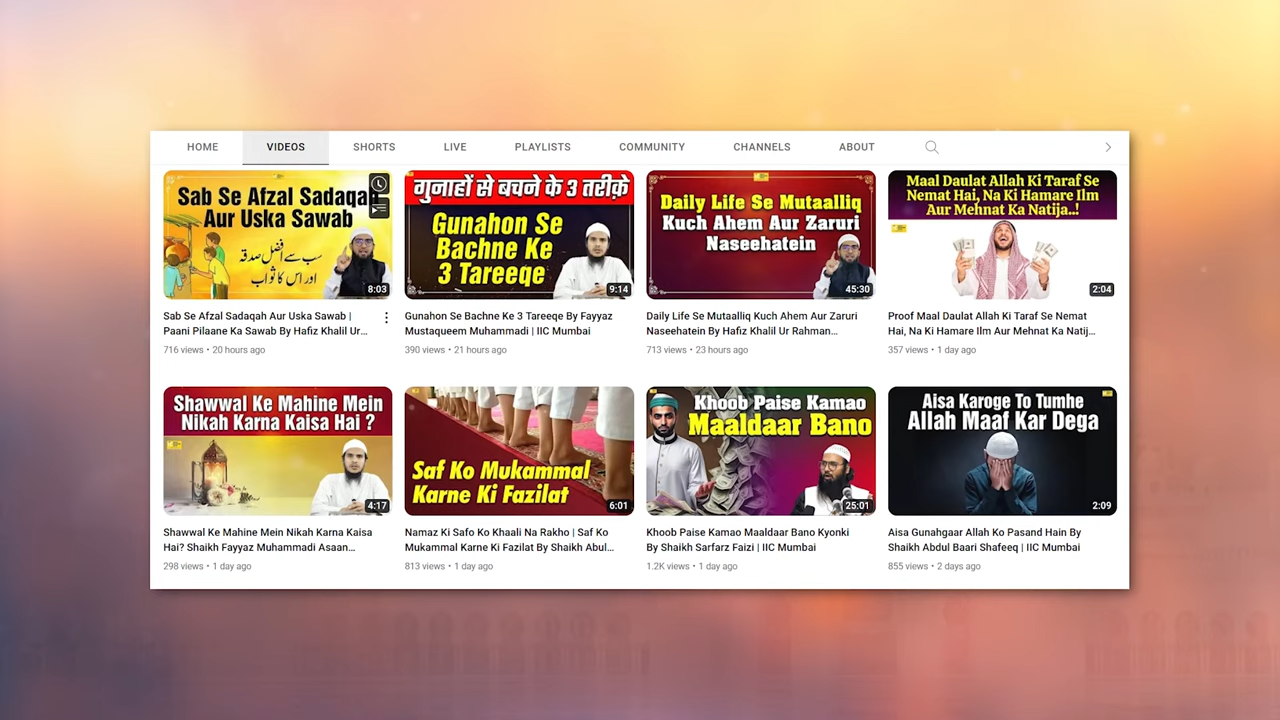 HOME VIDEOS SHORTS LIVE PLAYLISTS COMMUNITY CHANNELS ABOUT
Sab Se Afzal Sadaqah
Aur Uska Sawab
سب سے افضل صدقہ
اور اس کا ثواب
8:03
Sab Se Afzal Sadaqah Aur Uska Sawab |
Paani Pilaane Ka Sawab By Hafiz Khalil Ur...
716 views • 20 hours ago
गुनाहों से बचने के 3 तरीक़े
Gunahon Se
Bachne Ke
3 Tareeqe
9:14
Gunahon Se Bachne Ke 3 Tareeqe By Fayyaz
Mustaqueem Muhammadi | IIC Mumbai
390 views • 21 hours ago
Daily Life Se Mutaalliq
Kuch Ahem Aur Zaruri
Naseehatein
45:30
Daily Life Se Mutaalliq Kuch Ahem Aur Zaruri
Naseehatein By Hafiz Khalil Ur Rahman...
713 views • 23 hours ago
Maal Daulat Allah Ki Taraf Se
Nemat Hai, Na Ki Hamare Ilm
Aur Mehnat Ka Natija..!
2:04
Proof Maal Daulat Allah Ki Taraf Se Nemat
Hai, Na Ki Hamare Ilm Aur Mehnat Ka Natij...
357 views • 1 day ago
Shawwal Ke Mahine Mein
Nikah Karna Kaisa Hai ?
4:17
Shawwal Ke Mahine Mein Nikah Karna Kaisa
Hai? Shaikh Fayyaz Muhammadi Asaan...
298 views • 1 day ago
Saf Ko Mukammal
Karne Ki Fazilat
6:01
Namaz Ki Safo Ko Khaali Na Rakho | Saf Ko
Mukammal Karne Ki Fazilat By Shaikh Abul...
813 views • 1 day ago
Khoob Paise Kamao
Maaldaar Bano
25:01
Khoob Paise Kamao Maaldaar Bano Kyonki
By Shaikh Sarfarz Faizi | IIC Mumbai
1.2K views • 1 day ago
Aisa Karoge To Tumhe
Allah Maaf Kar Dega
2:09
Aisa Gunahgaar Allah Ko Pasand Hain By
Shaikh Abdul Baari Shafeeq | IIC Mumbai
855 views • 2 days ago